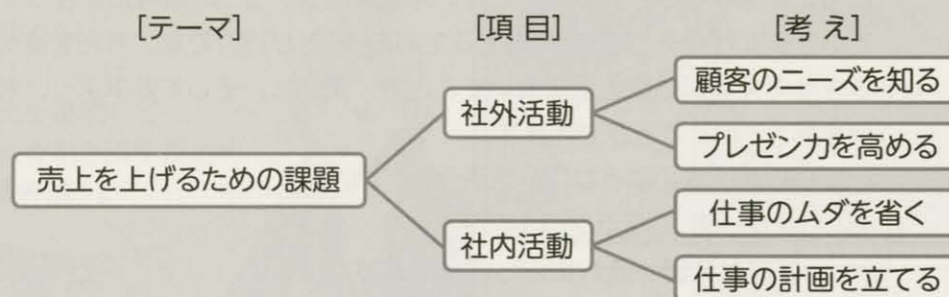 [テーマ] [項 目] [考 え]
顧客のニーズを知る
社外活動
プレゼン力を高める
売上を上げるための課題
仕事のムダを省く
社内活動
仕事の計画を立てる